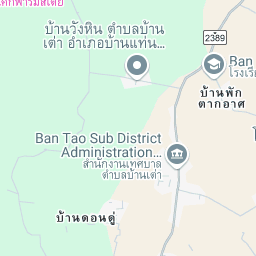 บ้านวังหิน ตำบลบ้าน
เต่า อำเภอบ้านแท่น...
2389
Ban
โรงเรีย
บ้านพัก
ตากอาศ
Ban Tao Sub District
Administration...
สำนักงานเทศบาล
ตำบลบ้านเต่า
บ้านดอนดู่